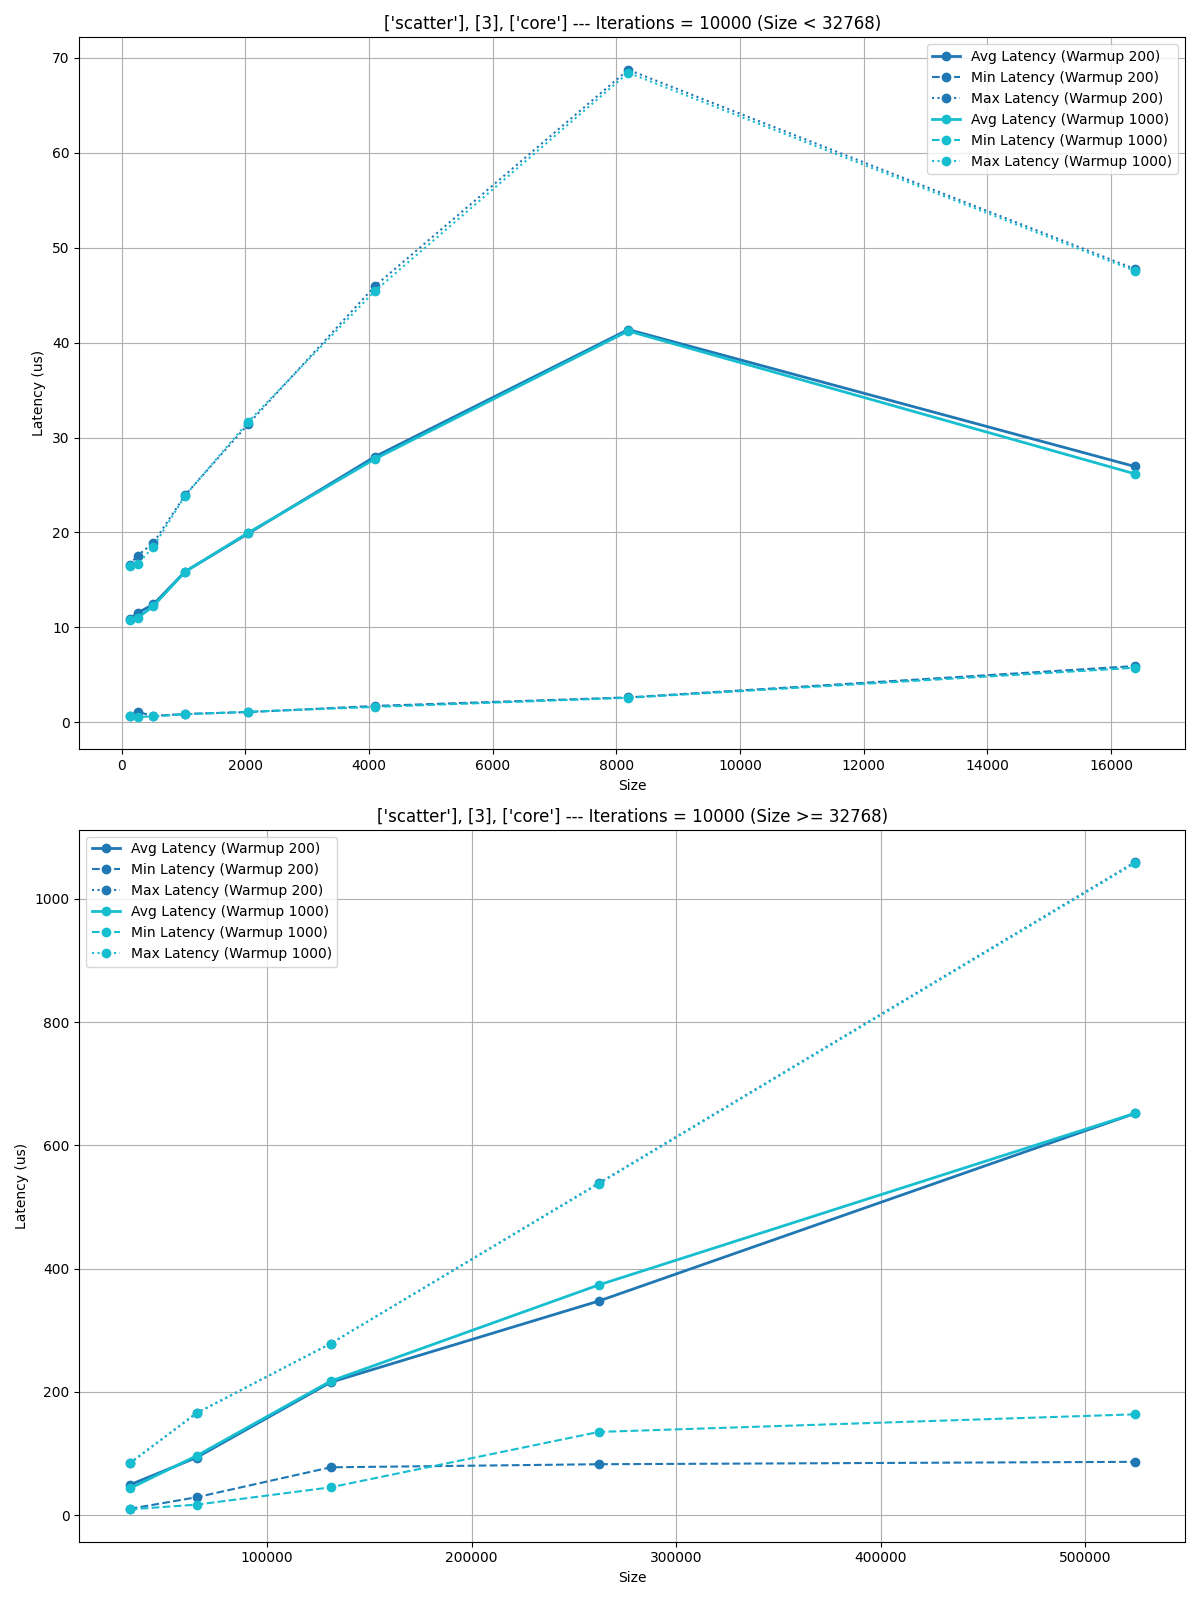 ['scatter'], [3], ['core'] --- Iterations = 10000 (Size < 32768)
Avg Latency (Warmup 200)
Min Latency (Warmup 200)
Max Latency (Warmup 200)
Avg Latency (Warmup 1000)
Min Latency (Warmup 1000)
Max Latency (Warmup 1000)
70
60
50
40
30
20
10
0
Latency (us)
0 2000 4000 6000 8000 10000 12000 14000 16000
Size
['scatter'], [3], ['core'] --- Iterations = 10000 (Size >= 32768)
Avg Latency (Warmup 200)
Min Latency (Warmup 200)
Max Latency (Warmup 200)
Avg Latency (Warmup 1000)
Min Latency (Warmup 1000)
Max Latency (Warmup 1000)
1000
800
600
400
200
0
Latency (us)
100000 200000 300000 400000 500000
Size